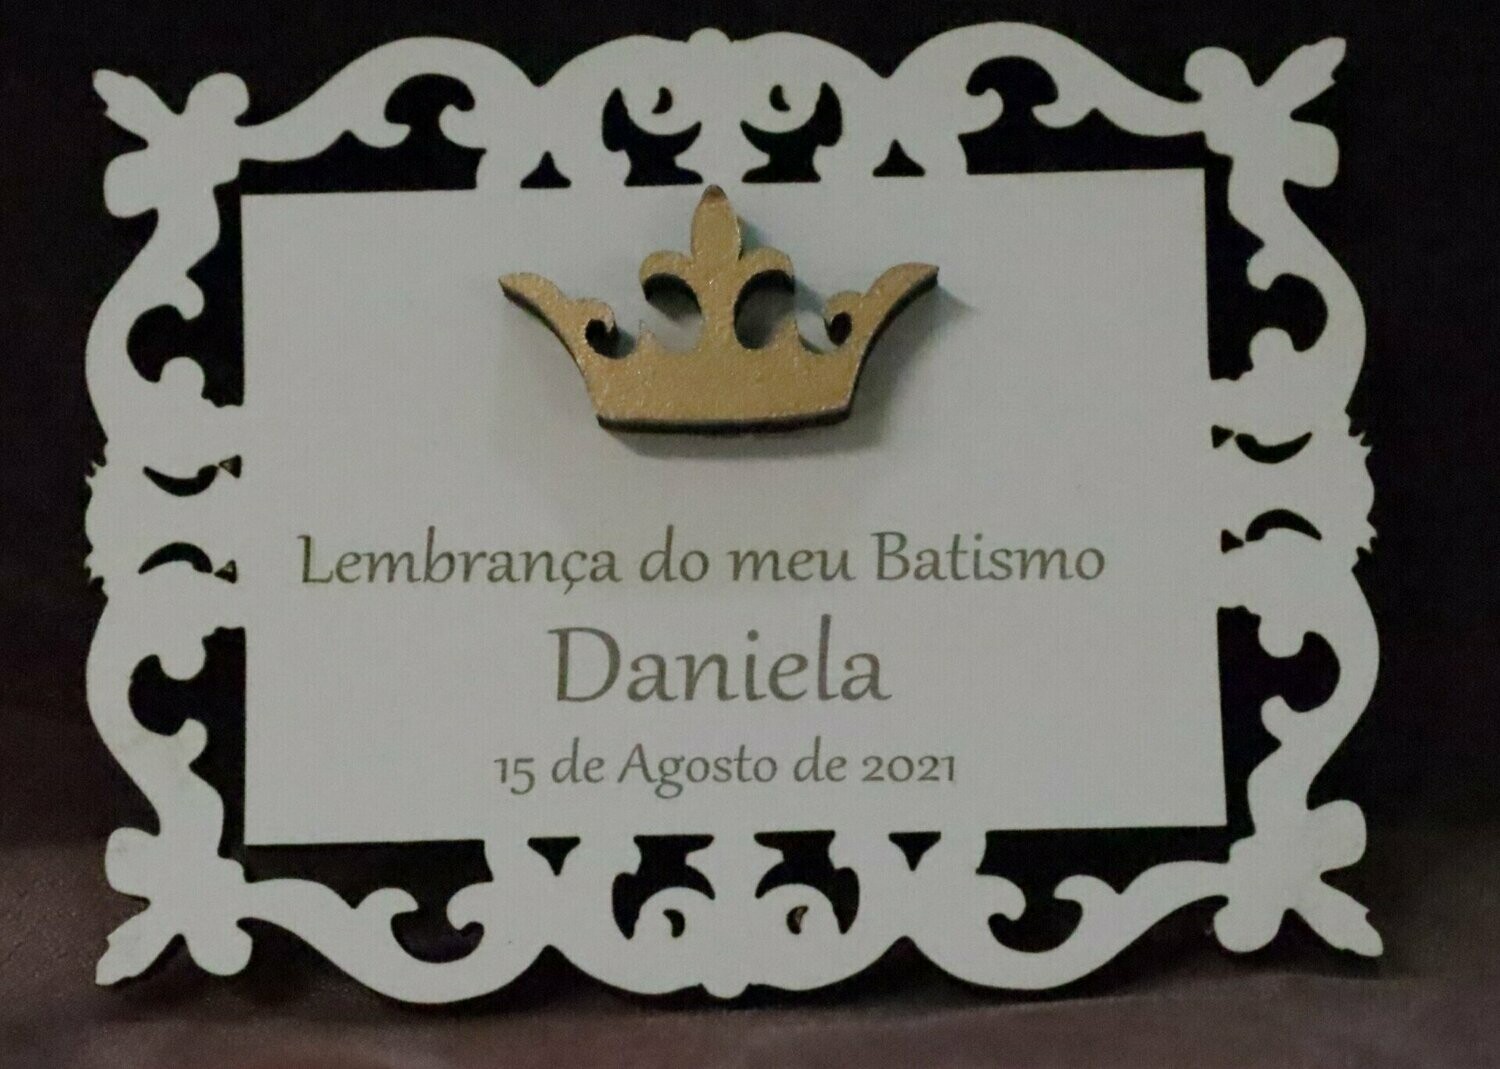 Lembrança do meu Batismo
Daniela
15 de Agosto de 2021